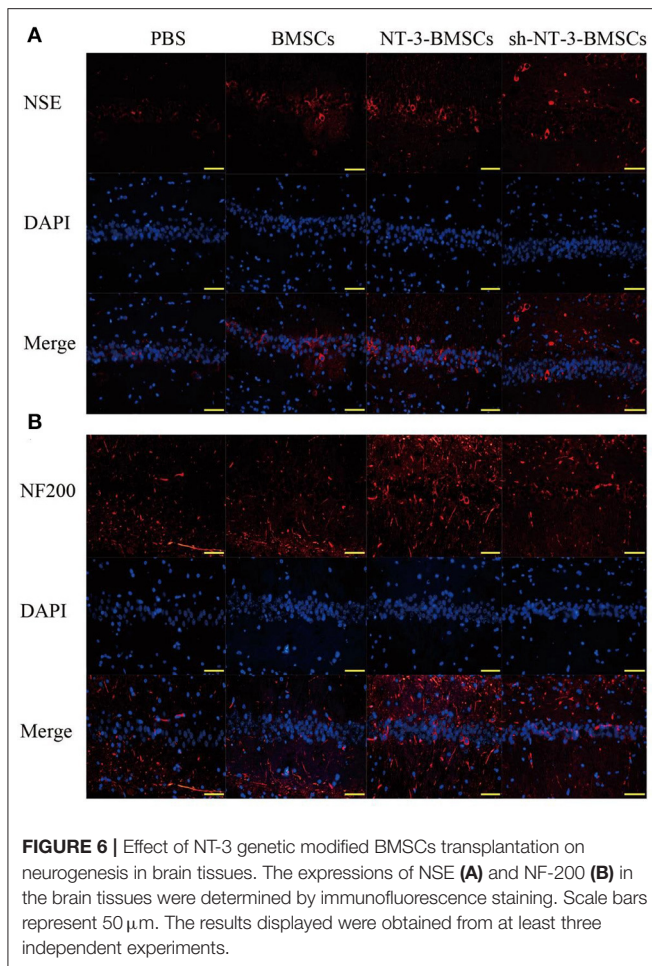 A
PBS BMSCs NT-3-BMSCs sh-NT-3-BMSCs
NSE
DAPI
Merge
B
NF200
DAPI
Merge
FIGURE 6 | Effect of NT-3 genetic modified BMSCs transplantation on
neurogenesis in brain tissues. The expressions of NSE (A) and NF-200 (B) in
the brain tissues were determined by immunofluorescence staining. Scale bars
represent 50 μm. The results displayed were obtained from at least three
independent experiments.